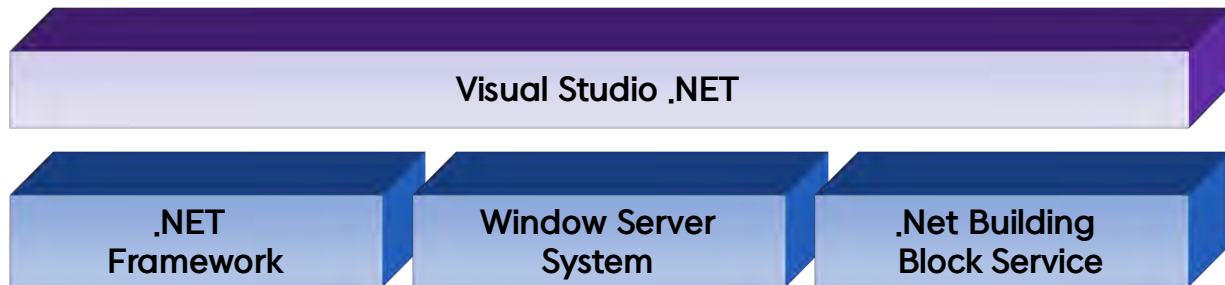 Visual Studio .NET
.NET
Framework
Window Server
System
.Net Building
Block Service